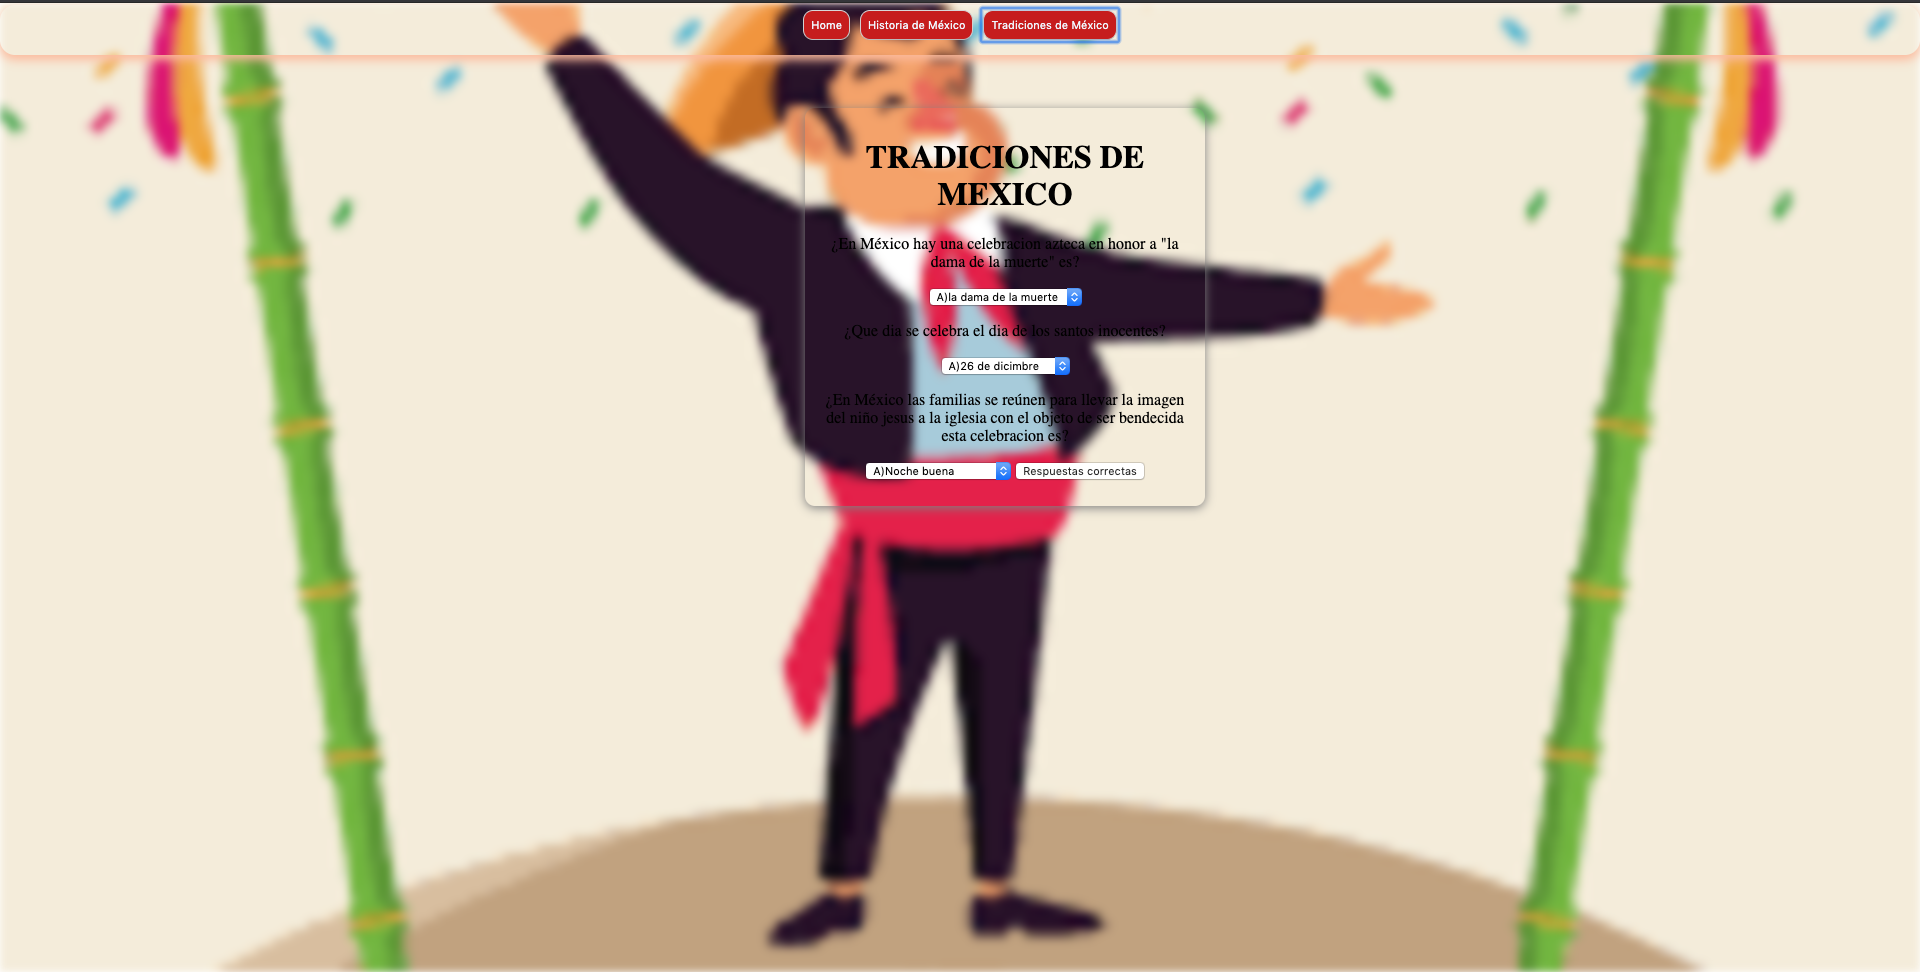 Home
Historia de México
Tradiciones de México
TRADICIONES DE
MEXICO
¿En México hay una celebracion azteca en honor a "la
dama de la muerte" es?
A)la dama de la muerte
¿Que dia se celebra el dia de los santos inocentes?
A)26 de dicimbre
¿En México las familias se reúnen para llevar la imagen
del niño jesus a la iglesia con el objeto de ser bendecida
esta celebracion es?
A)Noche buena
Respuestas correctas